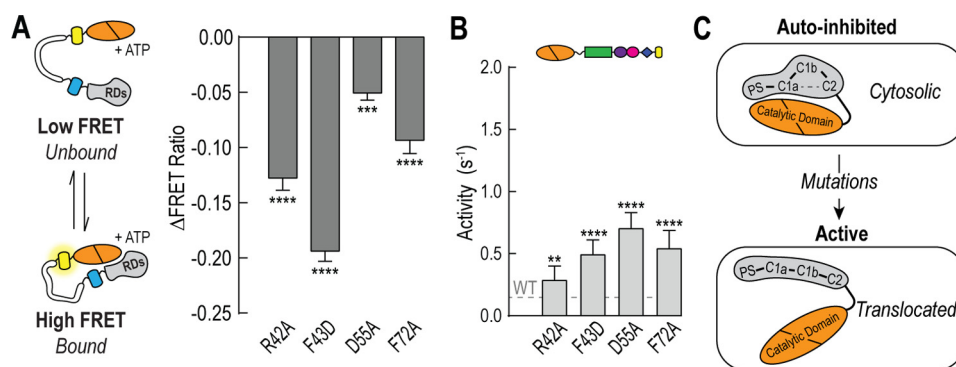 A
+ ATP
RDs
Low FRET
Unbound
+ ATP
RDs
High FRET
Bound
ΔFRET Ratio
0.00
-0.05
-0.10
-0.15
-0.20
-0.25
****
****
***
****
R42A
F43D
D55A
F72A
B
Activity (s⁻¹)
2.0
1.5
1.0
0.5
0.0
WT
**
****
****
****
R42A
F43D
D55A
F72A
C
Auto-inhibited
C1b
PS
C1a
C2
Catalytic Domain
Cytosolic
Mutations
Active
PS
C1a
C1b
C2
Catalytic Domain
Translocated